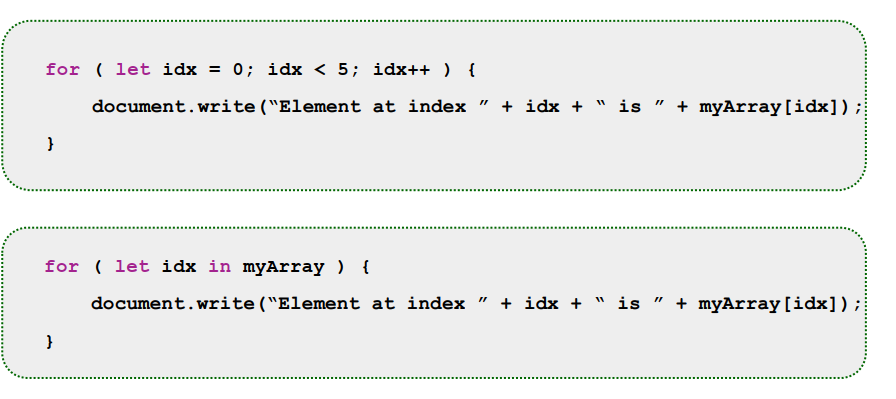 for ( let idx = 0; idx < 5; idx++ ) {
document.write(“Element at index ” + idx + “ is ” + myArray[idx]);
}
for ( let idx in myArray ) {
document.write(“Element at index ” + idx + “ is ” + myArray[idx]);
}